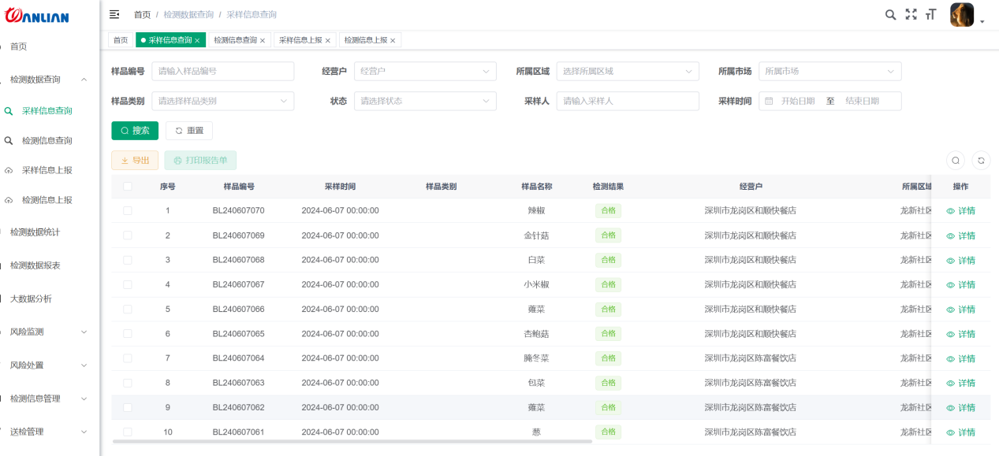 WANLIAN
首页 / 检测数据查询 / 采样信息查询
首页
检测数据查询
采样信息查询
检测信息查询
采样信息上报
检测信息上报
检测数据统计
检测数据报表
大数据分析
风险监测
风险处置
检测信息管理
送检管理
首页 采样信息查询 × 检测信息查询 × 采样信息上报 × 检测信息上报 ×
样品编号 请输入样品编号 经营户 经营户 所属区域 选择所属区域 所属市场 所属市场
样品类别 请选择样品类别 状态 请选择状态 采样人 请输入采样人 采样时间 开始日期 至 结束日期
搜索 重置
导出 打印报告单
序号 样品编号 采样时间 样品类别 样品名称 检测结果 经营户 所属区域 操作
1 BL240607070 2024-06-07 00:00:00 辣椒 合格 深圳市龙岗区和顺快餐店 龙新社区 详情
2 BL240607069 2024-06-07 00:00:00 金针菇 合格 深圳市龙岗区和顺快餐店 龙新社区 详情
3 BL240607068 2024-06-07 00:00:00 白菜 合格 深圳市龙岗区和顺快餐店 龙新社区 详情
4 BL240607067 2024-06-07 00:00:00 小米椒 合格 深圳市龙岗区和顺快餐店 龙新社区 详情
5 BL240607066 2024-06-07 00:00:00 蕹菜 合格 深圳市龙岗区和顺快餐店 龙新社区 详情
6 BL240607065 2024-06-07 00:00:00 杏鲍菇 合格 深圳市龙岗区和顺快餐店 龙新社区 详情
7 BL240607064 2024-06-07 00:00:00 腌冬菜 合格 深圳市龙岗区陈富餐饮店 龙新社区 详情
8 BL240607063 2024-06-07 00:00:00 包菜 合格 深圳市龙岗区陈富餐饮店 龙新社区 详情
9 BL240607062 2024-06-07 00:00:00 蕹菜 合格 深圳市龙岗区陈富餐饮店 龙新社区 详情
10 BL240607061 2024-06-07 00:00:00 葱 合格 深圳市龙岗区陈富餐饮店 龙新社区 详情